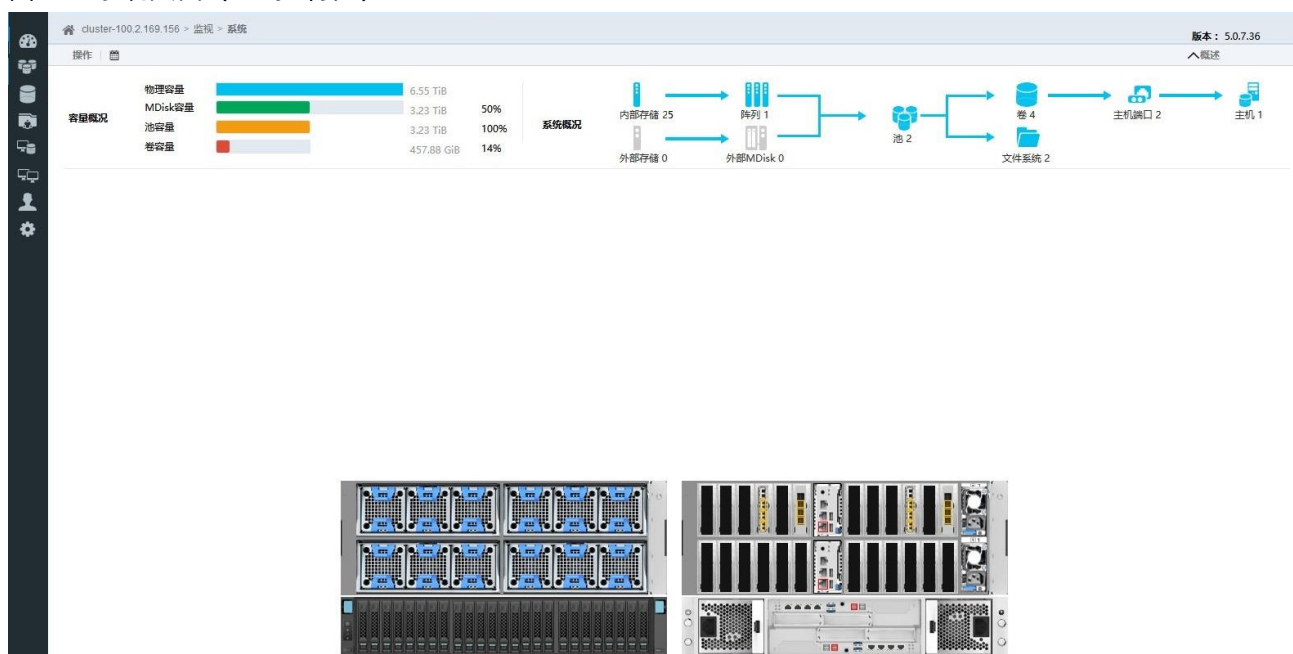 cluster-100.2.169.156 > 监视 > 系统
版本： 5.0.7.36
操作
概述
容量概况
物理容量 6.55 TiB
MDisk容量 3.23 TiB 50%
池容量 3.23 TiB 100%
卷容量 457.88 GiB 14%
系统概况
内部存储 25
阵列 1
外部存储 0
外部MDisk 0
池 2
卷 4
文件系统 2
主机端口 2
主机 1